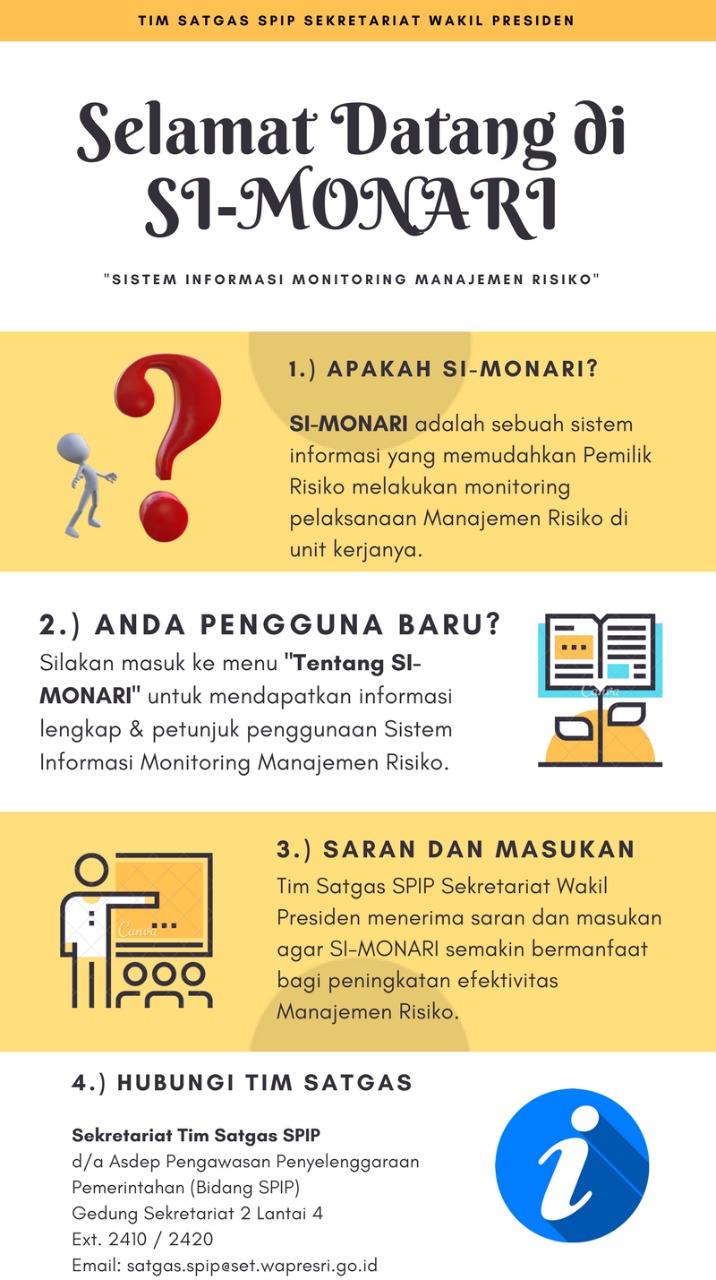 TIM SATGAS SPIP SEKRETARIAT WAKIL PRESIDEN
Selamat Datang di
SI-MONARI
"SISTEM INFORMASI MONITORING MANAJEMEN RISIKO"
1.) APAKAH SI-MONARI?
SI-MONARI adalah sebuah sistem
informasi yang memudahkan Pemilik
Risiko melakukan monitoring
pelaksanaan Manajemen Risiko di
unit kerjanya.
2.) ANDA PENGGUNA BARU?
Silakan masuk ke menu "Tentang SI-
MONARI" untuk mendapatkan informasi
lengkap & petunjuk penggunaan Sistem
Informasi Monitoring Manajemen Risiko.
Canva
3.) SARAN DAN MASUKAN
Tim Satgas SPIP Sekretariat Wakil
Presiden menerima saran dan masukan
agar SI-MONARI semakin bermanfaat
bagi peningkatan efektivitas
Manajemen Risiko.
Canva
4.) HUBUNGI TIM SATGAS
Sekretariat Tim Satgas SPIP
d/a Asdep Pengawasan Penyelenggaraan
Pemerintahan (Bidang SPIP)
Gedung Sekretariat 2 Lantai 4
Ext. 2410 / 2420
Email: satgas.spip@set.wapresri.go.id
i